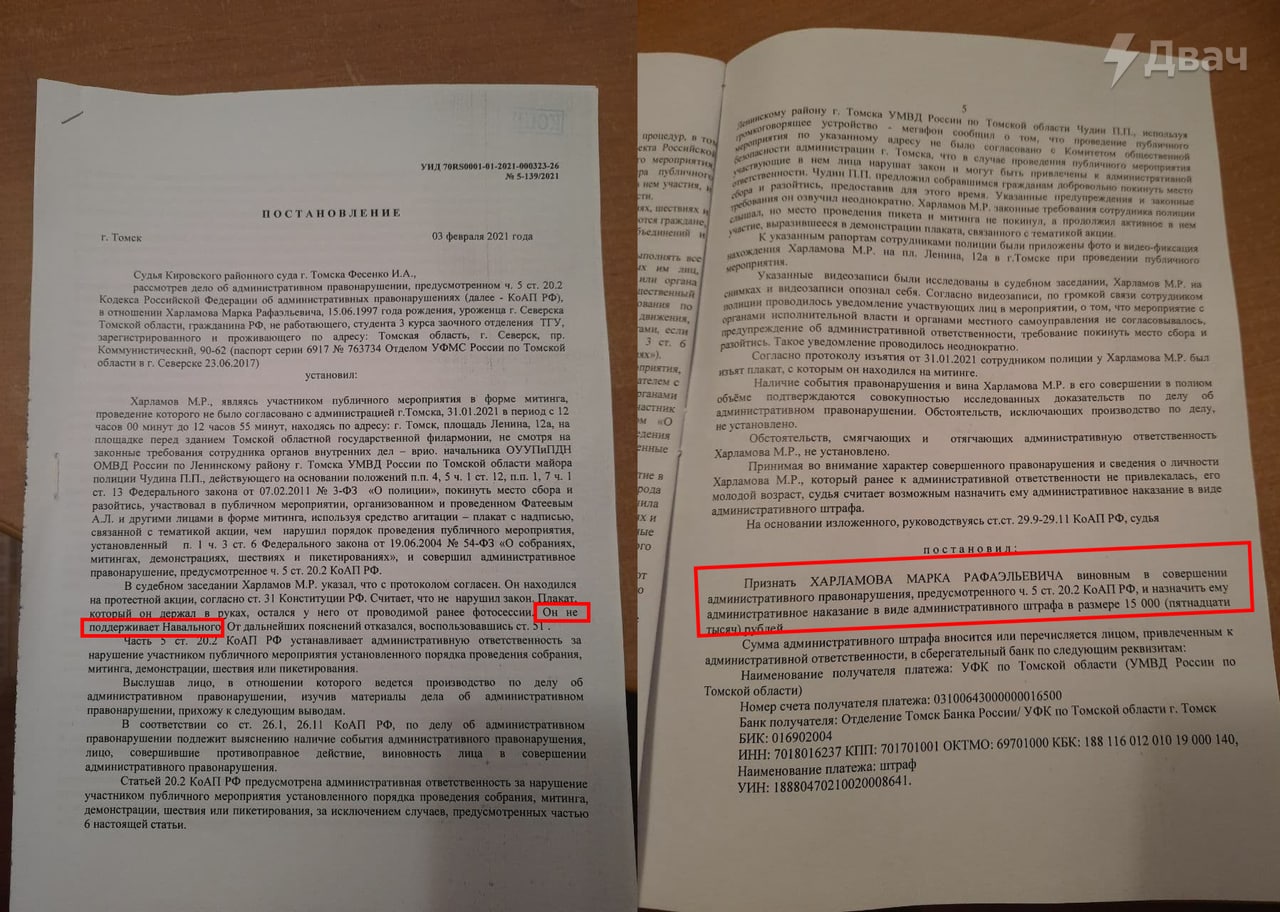 УИД 70RS0001-01-2021-000323-26
№ 5-139/2021
ПОСТАНОВЛЕНИЕ
г. Томск 03 февраля 2021 года
Судья Кировского районного суда г. Томска Фосенко И.А.,
рассмотрев дело об административном правонарушении, предусмотренном ч. 5 ст. 20.2
Кодекса Российской Федерации об административных правонарушениях (далее - КоАП РФ),
в отношении Харламова Марка Рафаэльевича, 15.06.1997 года рождения, уроженца г. Северска
Томской области, гражданина РФ, не работающего, студента 3 курса заочного отделения ТГУ,
зарегистрированного и проживающего по адресу: Томская область, г. Северск, пр.
Коммунистический, 90-62 (паспорт серии 6917 № 763734 Отделом УФМС России по Томской
области в г. Северске 23.06.2017)
установил:
Харламов М.Р., являясь участником публичного мероприятия в форме митинга,
проведение которого не было согласовано с администрацией г.Томска, 31.01.2021 в период с 12
часов 00 минут до 12 часов 55 минут, находясь по адресу: г. Томск, площадь Ленина, 12а, на
площадке перед зданием Томской областной государственной филармонии, не смотря на
законные требования сотрудника органов внутренних дел – врио. начальника ОУУПиПДН
ОМВД России по Ленинскому району г. Томска УМВД России по Томской области майора
полиции Чудина П.П., действующего на основании положений п.п. 4, 5 ч. 1 ст. 12, п.п. 1, 7 ч. 1
ст. 13 Федерального закона от 07.02.2011 № 3-ФЗ «О полиции», покинуть место сбора и
разойтись, участвовал в публичном мероприятии, организованном и проведенном Фатеевым
А.Л. и другими лицами в форме митинга, используя средство агитации – плакат с надписью,
связанной с тематикой акции, чем нарушил порядок проведения публичного мероприятия,
установленный п. 1 ч. 3 ст. 6 Федерального закона от 19.06.2004 № 54-ФЗ «О собраниях,
митингах, демонстрациях, шествиях и пикетированиях», и совершил административное
правонарушение, предусмотренное ч. 5 ст. 20.2 КоАП РФ.
В судебном заседании Харламов М.Р. указал, что с протоколом согласен. Он находился
на протестной акции, согласно ст. 31 Конституции РФ. Считает, что не нарушил закон. Плакат,
который он держал в руках, остался у него от проводимой ранее фотосессии. Он не
поддерживает Навального. От дальнейших пояснений отказался, воспользовавшись ст. 51 .
Часть 5 ст. 20.2 КоАП РФ устанавливает административную ответственность за
нарушение участником публичного мероприятия установленного порядка проведения собрания,
митинга, демонстрации, шествия или пикетирования.
Выслушав лицо, в отношении которого ведется производство по делу об
административном правонарушении, изучив материалы дела об административном
правонарушении, прихожу к следующим выводам.
В соответствии со ст. 26.1, 26.11 КоАП РФ, по делу об административном
правонарушении подлежит выяснению наличие события административного правонарушения,
лицо, совершившие противоправное действие, виновность лица в совершении
административного правонарушения.
Статьей 20.2 КоАП РФ предусмотрена административная ответственность за нарушение
участником публичного мероприятия установленного порядка проведения собрания, митинга,
демонстрации, шествия или пикетирования, за исключением случаев, предусмотренных частью
6 настоящей статьи.
Двач
5
Ленинскому району г. Томска УМВД России по Томской области Чудин П.П., используя
громкоговорящее устройство - мегафон сообщил о том, что проведение публичного
мероприятия по указанному адресу не было согласовано с Комитетом общественной
безопасности администрации г. Томска, что в случае проведения публичного мероприятия
участвующие в нем лица нарушат закон и могут быть привлечены к административной
ответственности. Чудин П.П. предложил собравшимся гражданам добровольно покинуть место
сбора и разойтись, предоставив для этого время. Указанные предупреждения и законные
требования он озвучил неоднократно. Харламов М.Р. законные требования сотрудника полиции
слышал, но место проведения пикета и митинга не покинул, а продолжил активное в нем
участие, выразившееся в демонстрации плаката, связанного с тематикой акции.
К указанным рапортам сотрудниками полиции были приложены фото и видео-фиксация
нахождения Харламова М.Р. на пл. Ленина, 12а в г.Томске при проведении публичного
мероприятия.
Указанные видеозаписи были исследованы в судебном заседании, Харламов М.Р. на
снимках и видеозаписи опознал себя. Согласно видеозаписи, по громкой связи сотрудником
полиции проводилось уведомление участвующих лиц в мероприятии, о том, что мероприятие с
органами исполнительной власти и органами местного самоуправления не согласовывалось,
предупреждение об административной ответственности, требование покинуть место сбора и
разойтись. Такое уведомление проводилось неоднократно.
Согласно протоколу изъятия от 31.01.2021 сотрудником полиции у Харламова М.Р. был
изъят плакат, с которым он находился на митинге.
Наличие события правонарушения и вина Харламова М.Р. в его совершении в полном
объёме подтверждаются совокупностью исследованных доказательств по делу об
административном правонарушении. Обстоятельств, исключающих производство по делу,
не установлено.
Обстоятельств, смягчающих и отягчающих административную ответственность
Харламова М.Р., не установлено.
Принимая во внимание характер совершенного правонарушения и сведения о личности
Харламова М.Р., который ранее к административной ответственности не привлекалась, его
молодой возраст, судья считает возможным назначить ему административное наказание в виде
административного штрафа.
На основании изложенного, руководствуясь ст.ст. 29.9-29.11 КоАП РФ, судья
постановил:
Признать ХАРЛАМОВА МАРКА РАФАЭЛЬЕВИЧА виновным в совершении
административного правонарушения, предусмотренного ч. 5 ст. 20.2 КоАП РФ, и назначить ему
административное наказание в виде административного штрафа в размере 15 000 (пятнадцати
тысяч) рублей.
Сумма административного штрафа вносится или перечисляется лицом, привлеченным к
административной ответственности, в сберегательный банк по следующим реквизитам:
Наименование получателя платежа: УФК по Томской области (УМВД России по
Томской области)
Номер счета получателя платежа: 03100643000000016500
Банк получателя: Отделение Томск Банка России/ УФК по Томской области г. Томск
БИК: 016902004
ИНН: 7018016237 КПП: 701701001 ОКТМО: 69701000 КБК: 188 116 012 010 19 000 140,
Наименование платежа: штраф
УИН: 18880470210020008641.